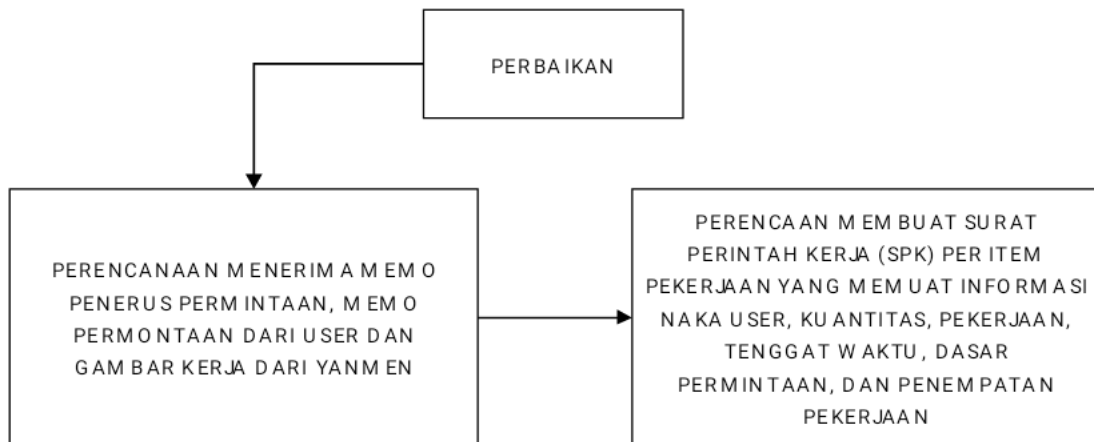 PERBAIKAN
PERENCANAAN MENERIMA MEMO
PENERUS PERMINTAAN, MEMO
PERMONTAAN DARI USER DAN
GAMBAR KERJA DARI YANMEN
PERENCAAN MEMBUAT SURAT
PERINTAH KERJA (SPK) PER ITEM
PEKERJAAN YANG MEMUAT INFORMASI
NAKA USER, KUANTITAS, PEKERJAAN,
TENGGAT WAKTU, DASAR
PERMINTAAN, DAN PENEMPATAN
PEKERJAAN